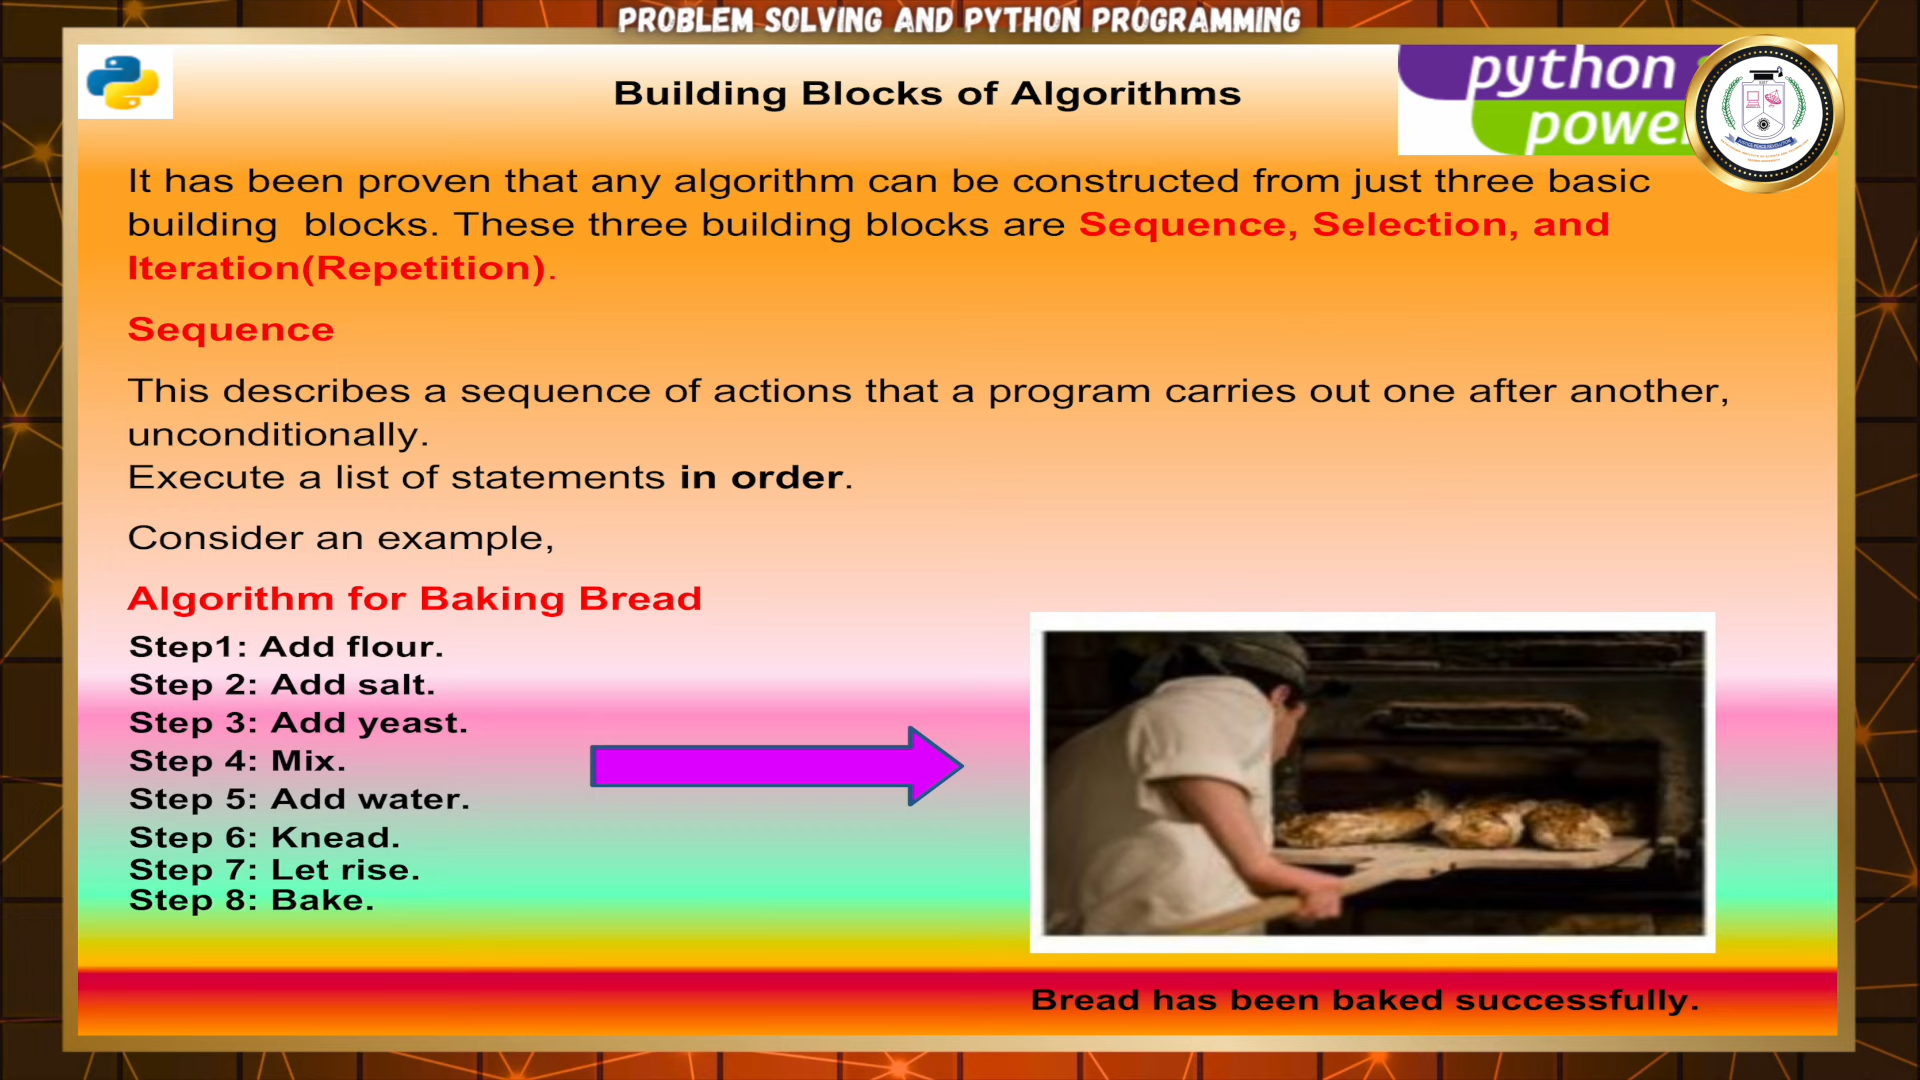 PROBLEM SOLVING AND PYTHON PROGRAMMING
Building Blocks of Algorithms
python
powe
It has been proven that any algorithm can be constructed from just three basic
building blocks. These three building blocks are Sequence, Selection, and
Iteration(Repetition).
Sequence
This describes a sequence of actions that a program carries out one after another,
unconditionally.
Execute a list of statements in order.
Consider an example,
Algorithm for Baking Bread
Step1: Add flour.
Step 2: Add salt.
Step 3: Add yeast.
Step 4: Mix.
Step 5: Add water.
Step 6: Knead.
Step 7: Let rise.
Step 8: Bake.
Bread has been baked successfully.